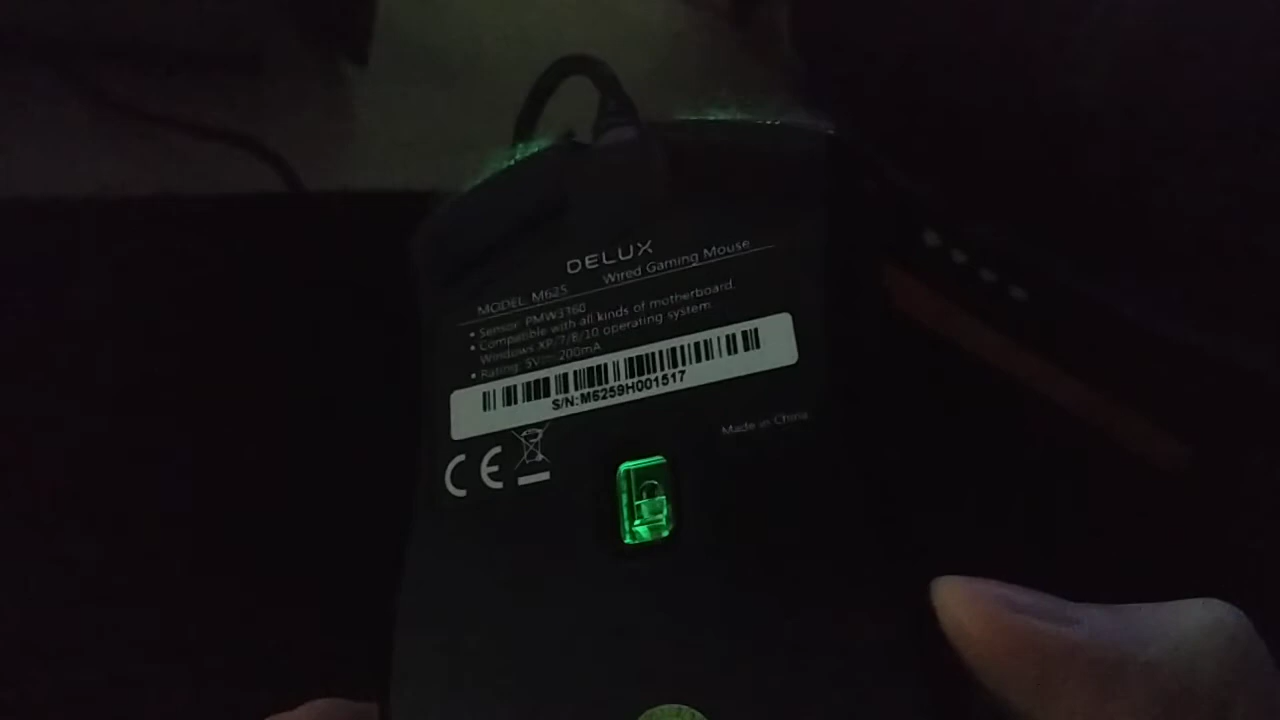 DELUX
MODEL: M625 Wired Gaming Mouse
• Sensor: PMW3360
• Compatible with all kinds of motherboard.
Windows XP/7/8/10 operating system.
• Rating: 5V⎓200mA
S/N:M6259H001517
Made in China
CE